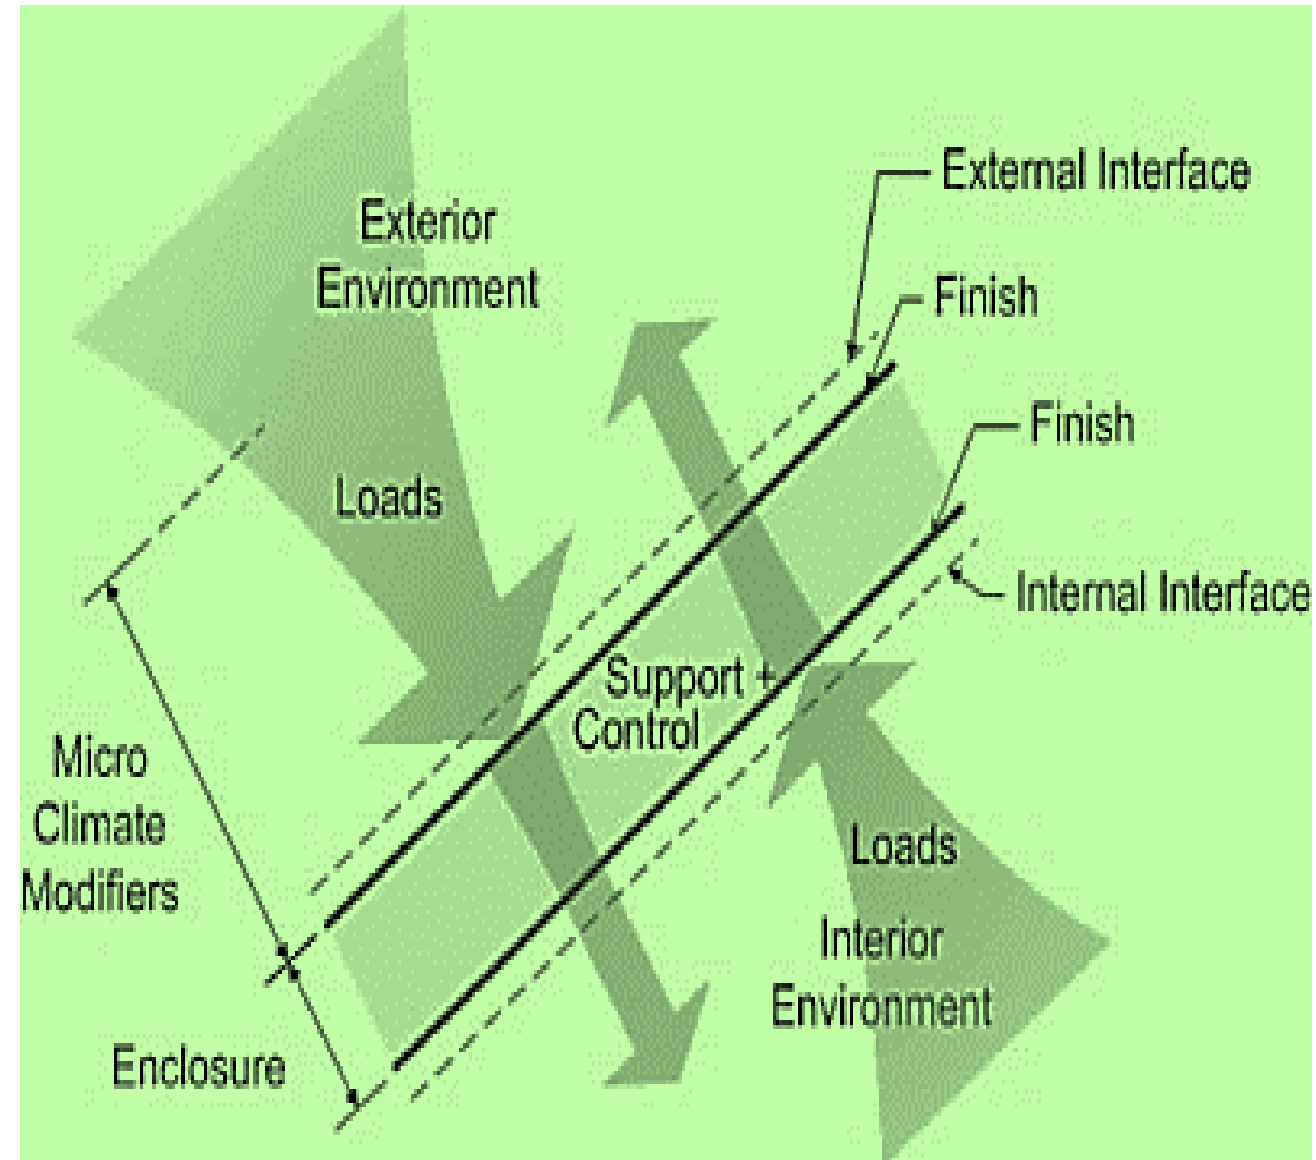 External Interface
Exterior
Environment
Finish
Finish
Loads
Internal Interface
Support +
Control
Micro
Climate
Modifiers
Loads
Interior
Environment
Enclosure